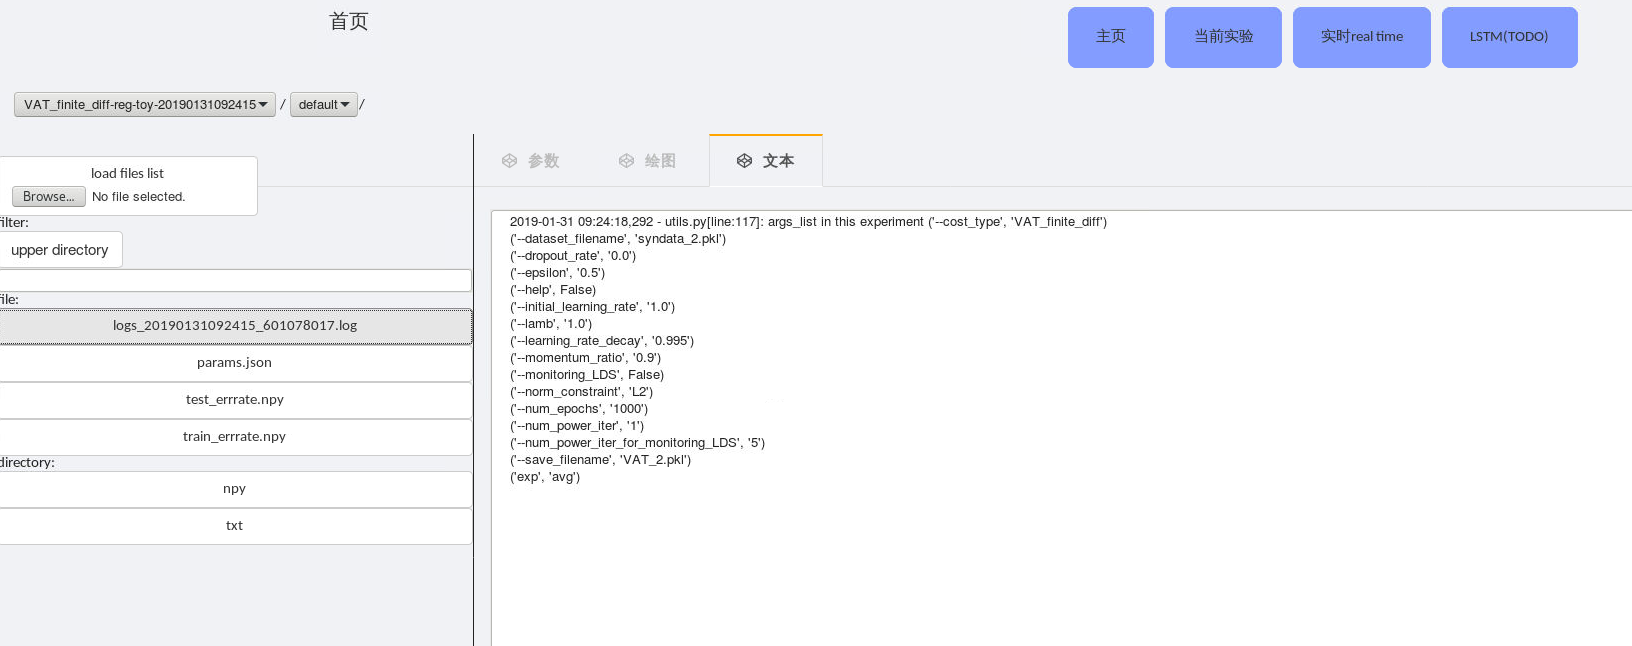 首页
主页
当前实验
实时real time
LSTM(TODO)
VAT_finite_diff-reg-toy-20190131092415 / default /
参数
绘图
文本
load files list
Browse... No file selected.
filter:
upper directory
file:
logs_20190131092415_601078017.log
params.json
test_errrate.npy
train_errrate.npy
directory:
npy
txt
2019-01-31 09:24:18,292 - utils.py[line:117]: args_list in this experiment ('--cost_type', 'VAT_finite_diff')
('--dataset_filename', 'syndata_2.pkl')
('--dropout_rate', '0.0')
('--epsilon', '0.5')
('--help', False)
('--initial_learning_rate', '1.0')
('--lamb', '1.0')
('--learning_rate_decay', '0.995')
('--momentum_ratio', '0.9')
('--monitoring_LDS', False)
('--norm_constraint', 'L2')
('--num_epochs', '1000')
('--num_power_iter', '1')
('--num_power_iter_for_monitoring_LDS', '5')
('--save_filename', 'VAT_2.pkl')
('exp', 'avg')